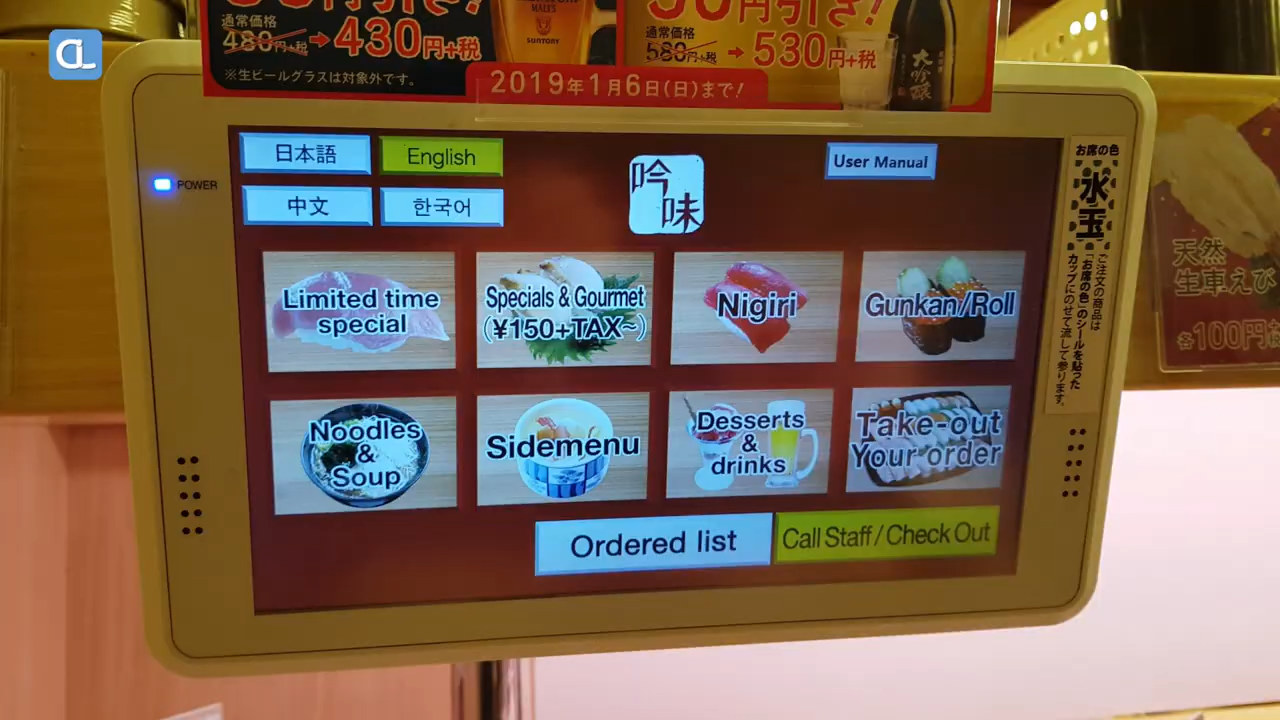 円引き!
通常価格
480円+税→430円+税
※生ビールグラスは対象外です。
MALT'S
SUNTORY
50円引き!
通常価格
580円+税→530円+税
大吟醸
2019年1月6日(日)まで!
CL
POWER
日本語
English
中文
한국어
吟味
User Manual
Limited time
special
Specials & Gourmet
(¥150+TAX~)
Nigiri
Gunkan/Roll
Noodles
&
Soup
Sidemenu
Desserts
&
drinks
Take-out
Your order
Ordered list
Call Staff / Check Out
お席の色
水玉
ご注文の商品は
「お席の色」のシールを貼った
カップにのせて流して参ります。
天然
生車えび
各100円